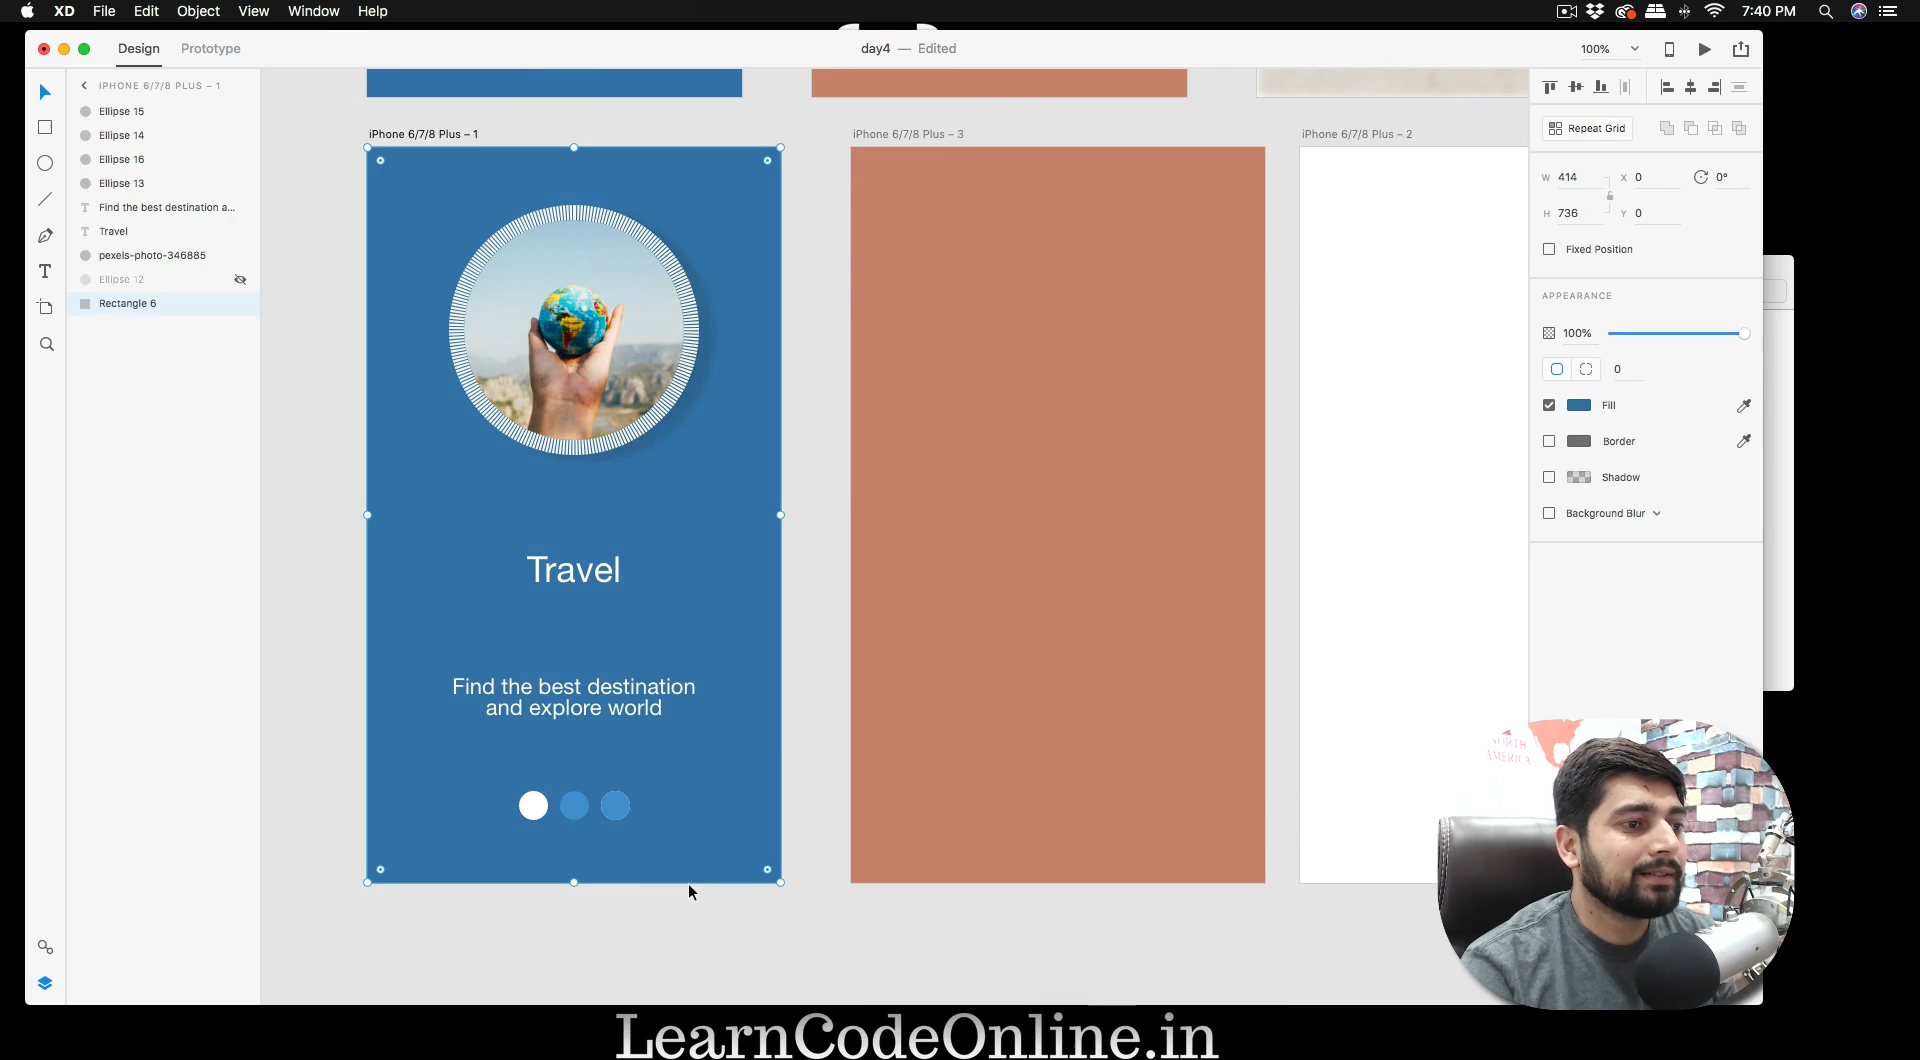 XD File Edit Object View Window Help
7:40 PM
Design Prototype
day4 — Edited
100%
IPHONE 6/7/8 PLUS – 1
Ellipse 15
Ellipse 14
Ellipse 16
Ellipse 13
Find the best destination a...
Travel
pexels-photo-346885
Ellipse 12
Rectangle 6
iPhone 6/7/8 Plus – 1
iPhone 6/7/8 Plus – 3
iPhone 6/7/8 Plus – 2
Travel
Find the best destination
and explore world
Repeat Grid
W 414 X 0 0°
H 736 Y 0
Fixed Position
APPEARANCE
100%
0
Fill
Border
Shadow
Background Blur
NORTH
AMERICA
LearnCodeOnline.in